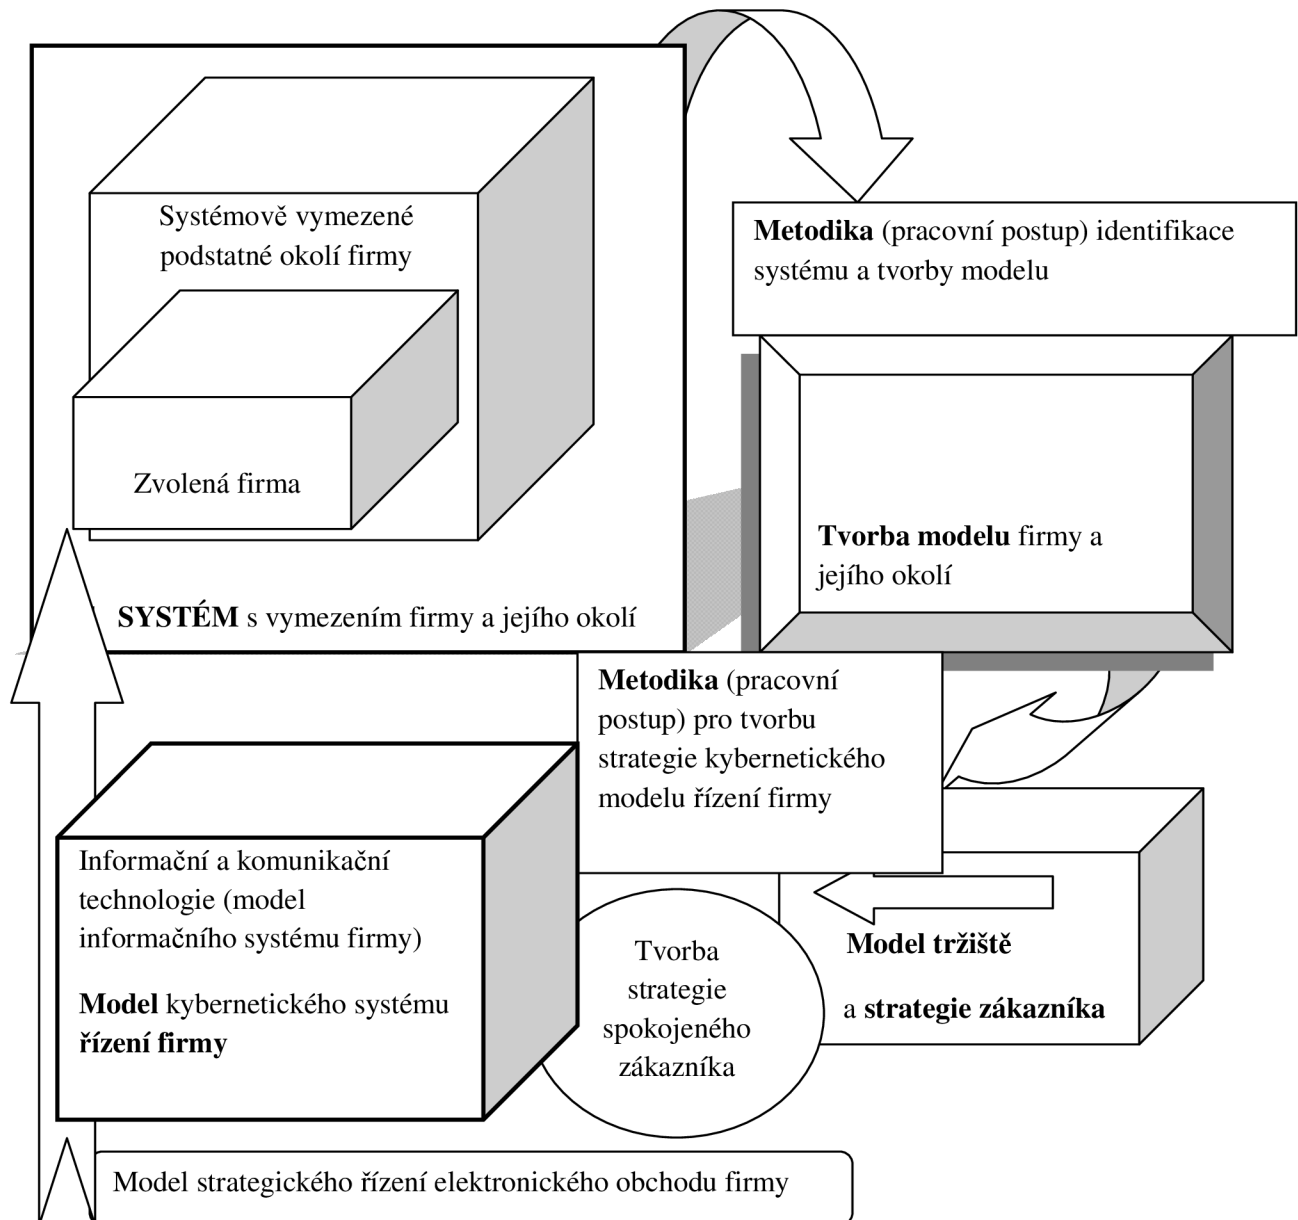 Systémově vymezené
podstatné okolí firmy
Zvolená firma
SYSTÉM s vymezením firmy a jejího okolí
Metodika (pracovní postup) identifikace
systému a tvorby modelu
Tvorba modelu firmy a
jejího okolí
Metodika (pracovní
postup) pro tvorbu
strategie kybernetického
modelu řízení firmy
Informační a komunikační
technologie (model
informačního systému firmy)
Model kybernetického systému
řízení firmy
Tvorba
strategie
spokojeného
zákazníka
Model tržiště
a strategie zákazníka
Model strategického řízení elektronického obchodu firmy